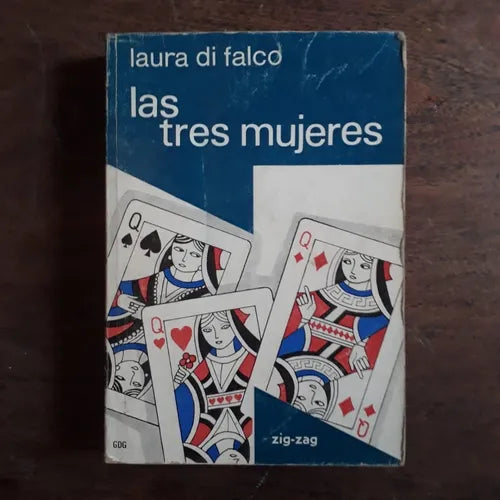 laura di falco
las
tres mujeres
Q
Q
Q
Q
zig-zag
GDG